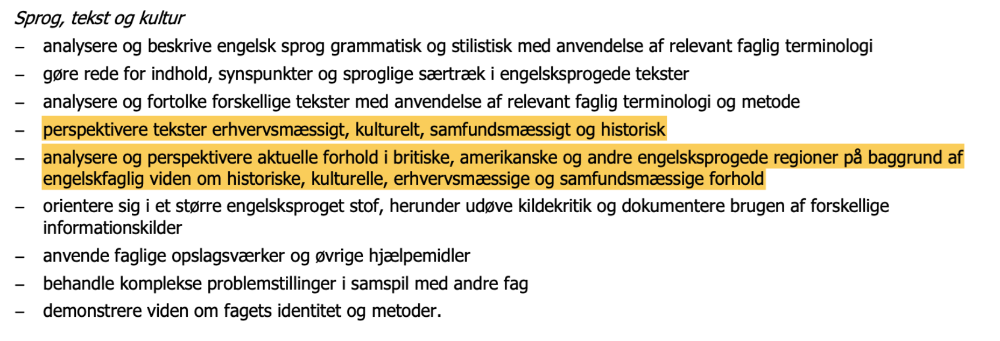 Sprog, tekst og kultur
– analysere og beskrive engelsk sprog grammatisk og stilistisk med anvendelse af relevant faglig terminologi
– gøre rede for indhold, synspunkter og sproglige særtræk i engelsksprogede tekster
– analysere og fortolke forskellige tekster med anvendelse af relevant faglig terminologi og metode
– perspektivere tekster erhvervsmæssigt, kulturelt, samfundsmæssigt og historisk
– analysere og perspektivere aktuelle forhold i britiske, amerikanske og andre engelsksprogede regioner på baggrund af
engelskfaglig viden om historiske, kulturelle, erhvervsmæssige og samfundsmæssige forhold
– orientere sig i et større engelsksproget stof, herunder udøve kildekritik og dokumentere brugen af forskellige
informationskilder
– anvende faglige opslagsværker og øvrige hjælpemidler
– behandle komplekse problemstillinger i samspil med andre fag
– demonstrere viden om fagets identitet og metoder.